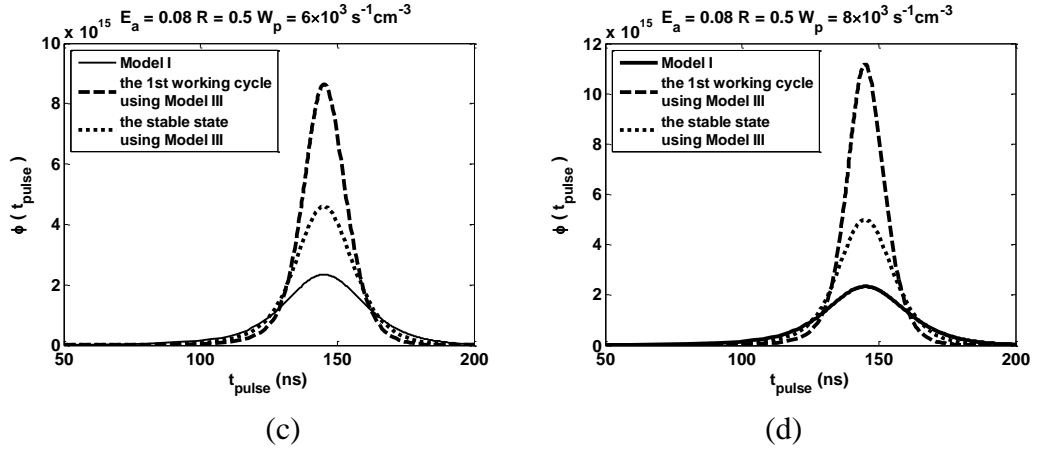 E_a = 0.08 R = 0.5 W_p = 6×10^3 s^-1cm^-3
x 10^15
10
8
6
4
2
0
50
100
150
200
ϕ ( t_pulse )
t_pulse (ns)
Model I
the 1st working cycle
using Model III
the stable state
using Model III
(c)
E_a = 0.08 R = 0.5 W_p = 8×10^3 s^-1cm^-3
x 10^15
12
10
8
6
4
2
0
50
100
150
200
ϕ ( t_pulse )
t_pulse (ns)
Model I
the 1st working cycle
using Model III
the stable state
using Model III
(d)